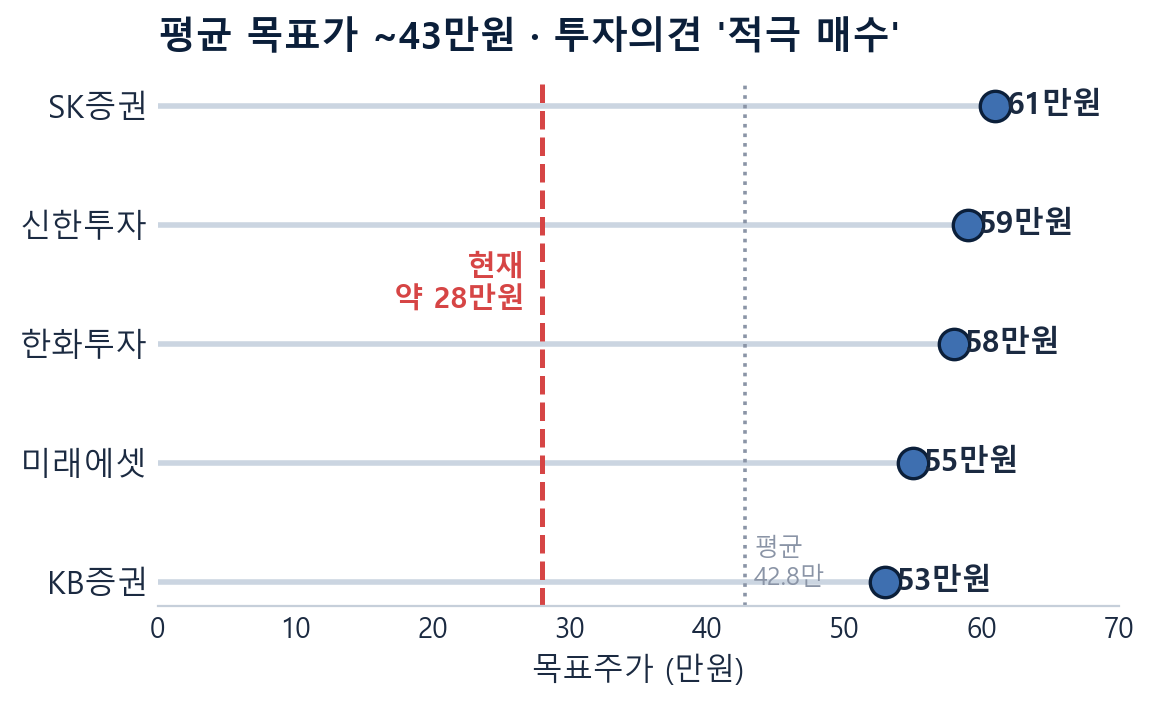 평균 목표가 ~43만원 · 투자의견 '적극 매수'
SK증권
61만원
신한투자
59만원
현재
약 28만원
한화투자
58만원
미래에셋
55만원
평균
42.8만
KB증권
53만원
0 10 20 30 40 50 60 70
목표주가 (만원)